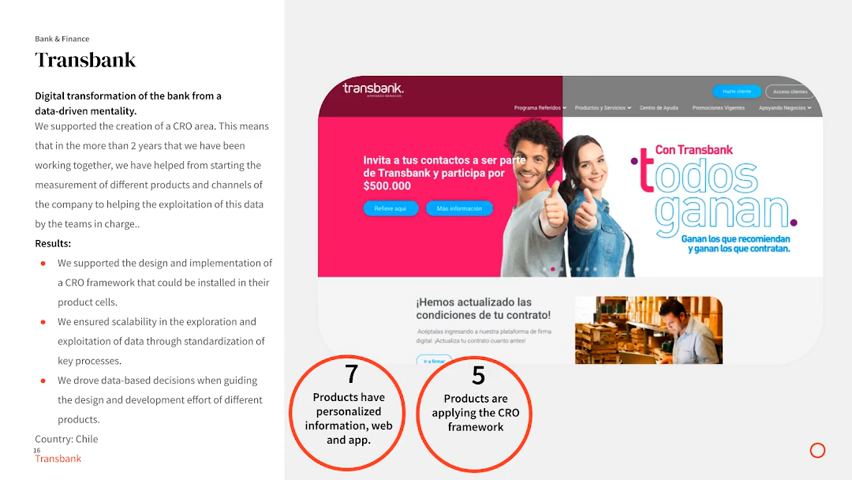 Bank & Finance
Transbank
Digital transformation of the bank from a
data-driven mentality.
We supported the creation of a CRO area. This means
that in the more than 2 years that we have been
working together, we have helped from starting the
measurement of different products and channels of
the company to helping the exploitation of this data
by the teams in charge..
Results:
We supported the design and implementation of
a CRO framework that could be installed in their
product cells.
We ensured scalability in the exploration and
exploitation of data through standardization of
key processes.
We drove data-based decisions when guiding
the design and development effort of different
products.
Country: Chile
16
Transbank
transbank.
Hazte cliente
Acceso clientes
Programa Referidos
Productos y Servicios
Centro de Ayuda
Promociones Vigentes
Apoyando Negocios
Invita a tus contactos a ser parte
de Transbank y participa por
$500.000
Refiere aquí
Más información
Con Transbank
todos
ganan.
Ganan los que recomiendan
y ganan los que contratan.
¡Hemos actualizado las
condiciones de tu contrato!
Acéptalas ingresando a nuestra plataforma de firma
digital. ¡Actualiza tu contrato cuanto antes!
Ir a firmar
7
Products have
personalized
information, web
and app.
5
Products are
applying the CRO
framework